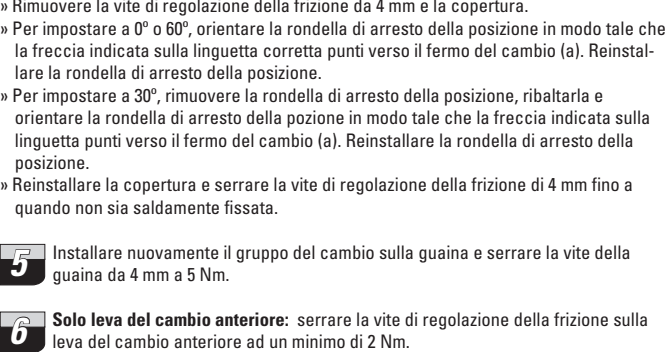 » Rimuovere la vite di regolazione della frizione da 4 mm e la copertura.
» Per impostare a 0º o 60º, orientare la rondella di arresto della posizione in modo tale che
la freccia indicata sulla linguetta corretta punti verso il fermo del cambio (a). Reinstal-
lare la rondella di arresto della posizione.
» Per impostare a 30º, rimuovere la rondella di arresto della posizione, ribaltarla e
orientare la rondella di arresto della pozione in modo tale che la freccia indicata sulla
linguetta punti verso il fermo del cambio (a). Reinstallare la rondella di arresto della
posizione.
» Reinstallare la copertura e serrare la vite di regolazione della frizione di 4 mm fino a
quando non sia saldamente fissata.
5 Installare nuovamente il gruppo del cambio sulla guaina e serrare la vite della
guaina da 4 mm a 5 Nm.
6 Solo leva del cambio anteriore: serrare la vite di regolazione della frizione sulla
leva del cambio anteriore ad un minimo di 2 Nm.